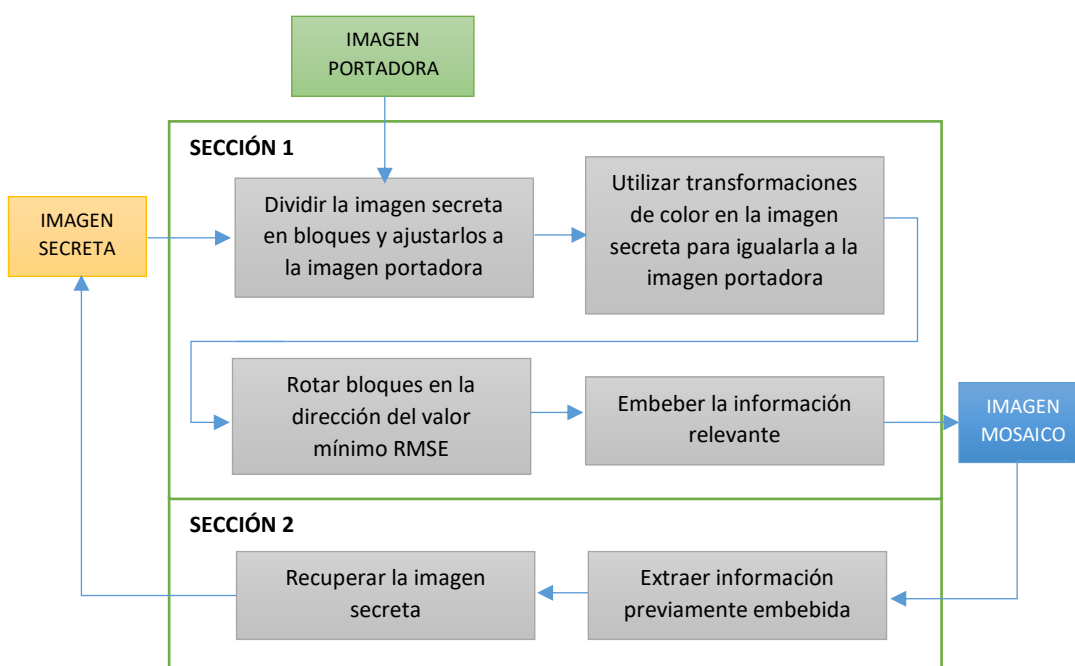 IMAGEN
PORTADORA
SECCIÓN 1
IMAGEN
SECRETA
Dividir la imagen secreta
en bloques y ajustarlos a
la imagen portadora
Utilizar transformaciones
de color en la imagen
secreta para igualarla a la
imagen portadora
Rotar bloques en la
dirección del valor
mínimo RMSE
Embeber la información
relevante
IMAGEN
MOSAICO
SECCIÓN 2
Recuperar la imagen
secreta
Extraer información
previamente embebida